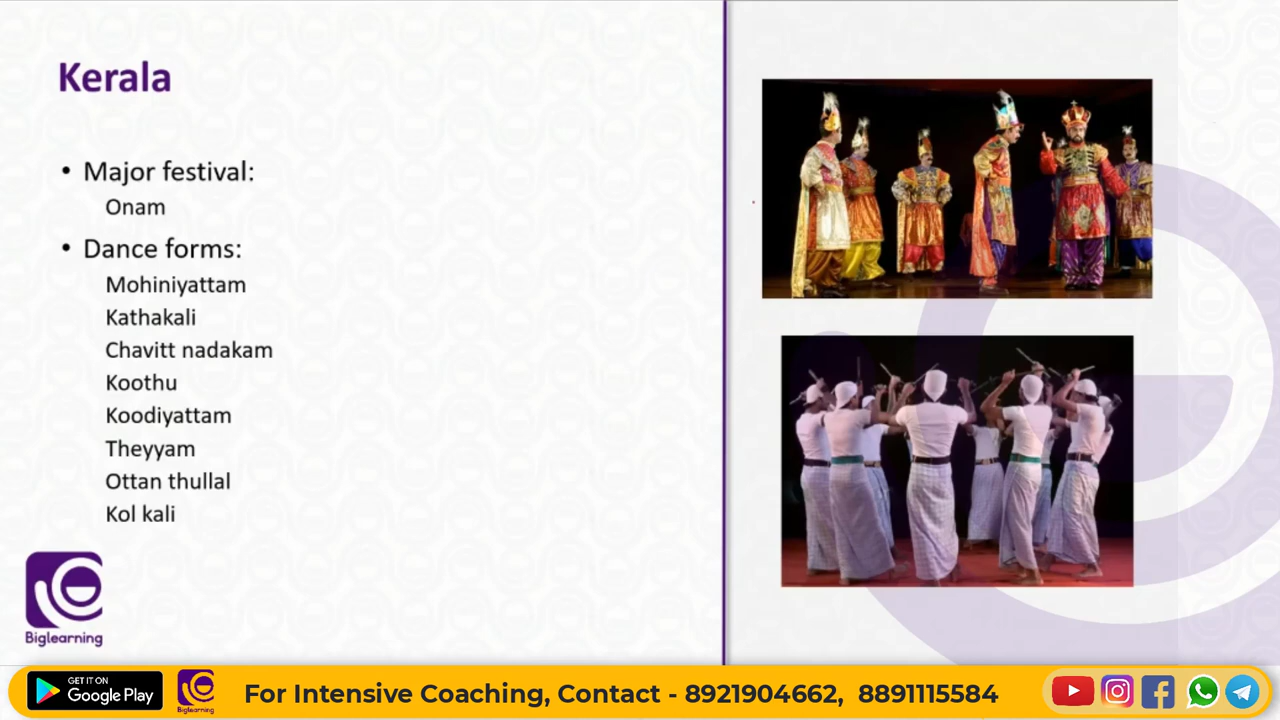 Kerala
• Major festival:
Onam
• Dance forms:
Mohiniyattam
Kathakali
Chavitt nadakam
Koothu
Koodiyattam
Theyyam
Ottan thullal
Kol kali
Biglearning
GET IT ON
Google Play
Biglearning
For Intensive Coaching, Contact - 8921904662, 8891115584